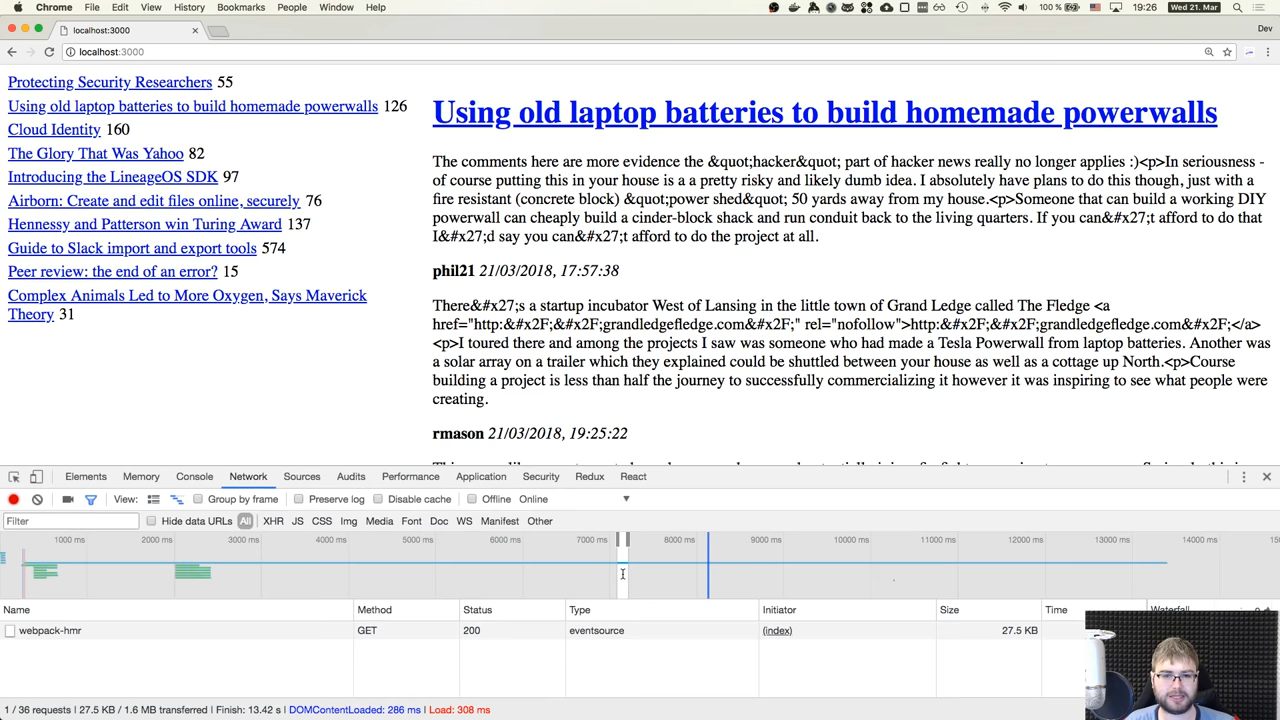 Chrome File Edit View History Bookmarks People Window Help 100 % 19:26 Wed 21. Mar
localhost:3000 Dev
localhost:3000
Protecting Security Researchers 55
Using old laptop batteries to build homemade powerwalls 126
Cloud Identity 160
The Glory That Was Yahoo 82
Introducing the LineageOS SDK 97
Airborn: Create and edit files online, securely 76
Hennessy and Patterson win Turing Award 137
Guide to Slack import and export tools 574
Peer review: the end of an error? 15
Complex Animals Led to More Oxygen, Says Maverick
Theory 31
Using old laptop batteries to build homemade powerwalls
The comments here are more evidence the &quot;hacker&quot; part of hacker news really no longer applies :)<p>In seriousness -
of course putting this in your house is a a pretty risky and likely dumb idea. I absolutely have plans to do this though, just with a
fire resistant (concrete block) &quot;power shed&quot; 50 yards away from my house.<p>Someone that can build a working DIY
powerwall can cheaply build a cinder-block shack and run conduit back to the living quarters. If you can&#x27;t afford to do that
I&#x27;d say you can&#x27;t afford to do the project at all.
phil21 21/03/2018, 17:57:38
There&#x27;s a startup incubator West of Lansing in the little town of Grand Ledge called The Fledge <a
href="http:&#x2F;&#x2F;grandledgefledge.com&#x2F;" rel="nofollow">http:&#x2F;&#x2F;grandledgefledge.com&#x2F;</a>
<p>I toured there and among the projects I saw was someone who had made a Tesla Powerwall from laptop batteries. Another was
a solar array on a trailer which they explained could be shuttled between your house as well as a cottage up North.<p>Course
building a project is less than half the journey to successfully commercializing it however it was inspiring to see what people were
creating.
rmason 21/03/2018, 19:25:22
Elements Memory Console Network Sources Audits Performance Application Security Redux React
View: Group by frame Preserve log Disable cache Offline Online
Filter Hide data URLs All XHR JS CSS Img Media Font Doc WS Manifest Other
1000 ms 2000 ms 3000 ms 4000 ms 5000 ms 6000 ms 7000 ms 8000 ms 9000 ms 10000 ms 11000 ms 12000 ms 13000 ms 14000 ms
Name Method Status Type Initiator Size Time Waterfall
webpack-hmr GET 200 eventsource (index) 27.5 KB
1 / 36 requests | 27.5 KB / 1.6 MB transferred | Finish: 13.42 s | DOMContentLoaded: 286 ms | Load: 308 ms